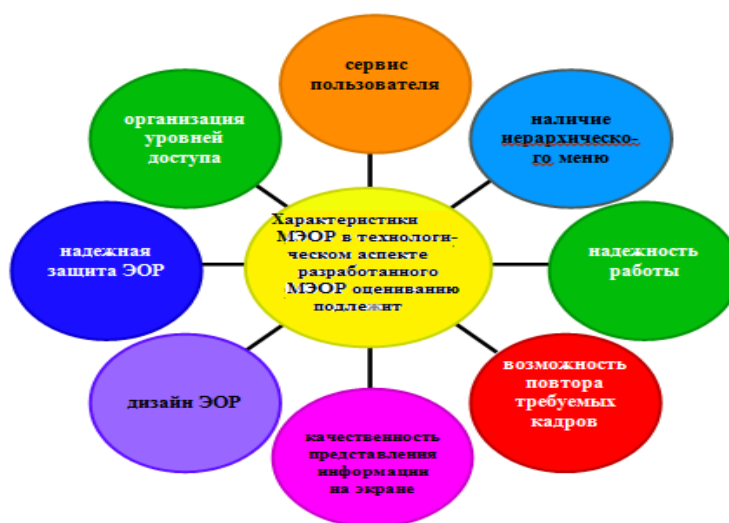 сервис
пользователя
наличие
иерархическо-
го меню
надежность
работы
возможность
повтора
требуемых
кадров
качественность
представления
информации
на экране
дизайн ЭОР
надежная
защита ЭОР
организация
уровней
доступа
Характеристики
МЭОР в технологи-
ческом аспекте
разработанного
МЭОР оцениванию
подлежит